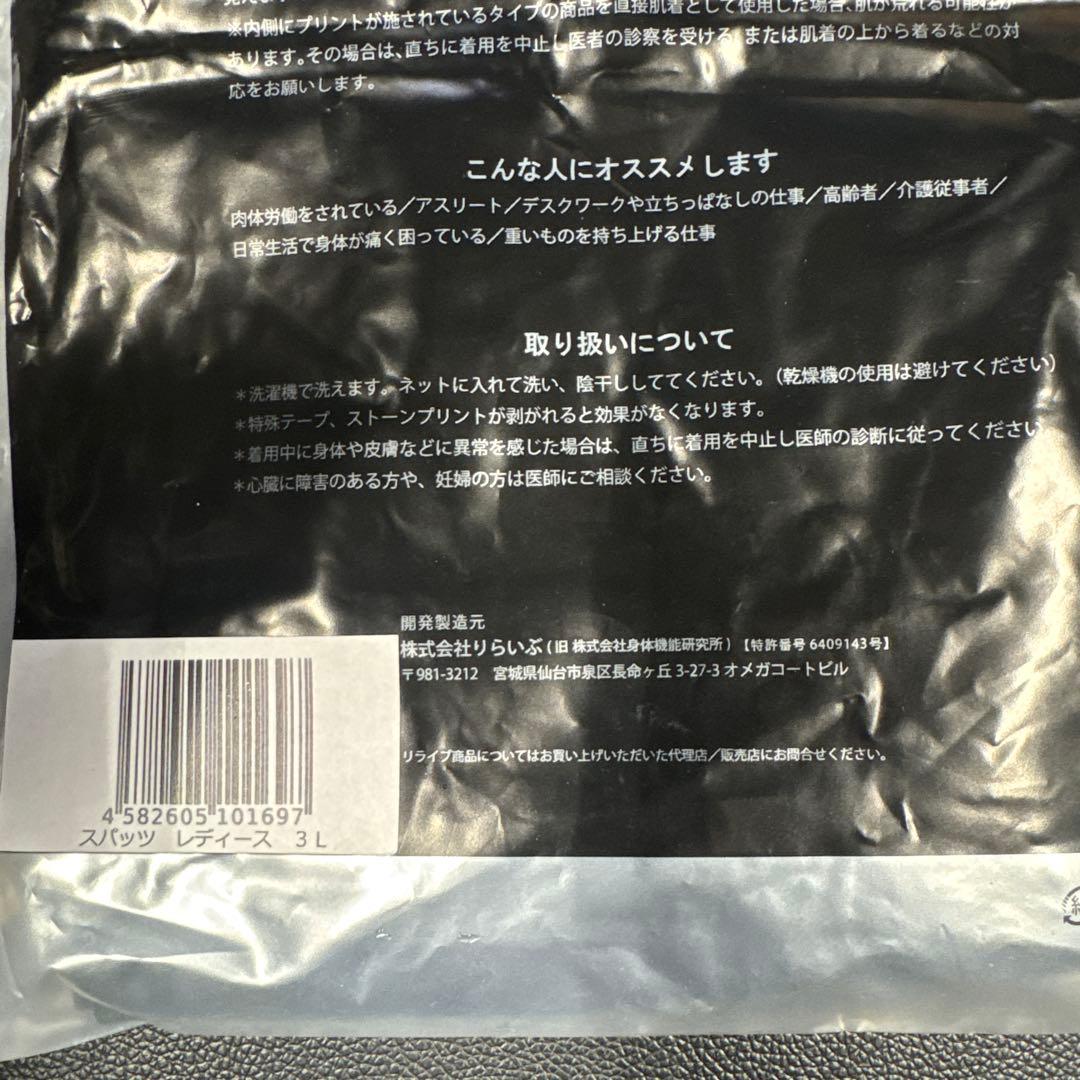 ※内側にプリントが施されているタイプの商品を直接肌着として使用した場合、肌が荒れる可能性が
あります。その場合は、直ちに着用を中止し医者の診察を受ける、または肌着の上から着るなどの対
応をお願いします。
こんな人にオススメします
肉体労働をされている／アスリート／デスクワークや立ちっぱなしの仕事／高齢者／介護従事者／
日常生活で身体が痛く困っている／重いものを持ち上げる仕事
取り扱いについて
＊洗濯機で洗えます。ネットに入れて洗い、陰干ししててください。（乾燥機の使用は避けてください）
＊特殊テープ、ストーンプリントが剥がれると効果がなくなります。
＊着用中に身体や皮膚などに異常を感じた場合は、直ちに着用を中止し医師の診断に従ってください
＊心臓に障害のある方や、妊婦の方は医師にご相談ください。
開発製造元
株式会社りらいぶ（旧 株式会社身体機能研究所）【特許番号6409143号】
〒981-3212 宮城県仙台市泉区長命ヶ丘 3-27-3 オメガコートビル
リライブ商品についてはお買い上げいただいた代理店／販売店にお問合せください。
4 582605 101697
スパッツ レディース 3L